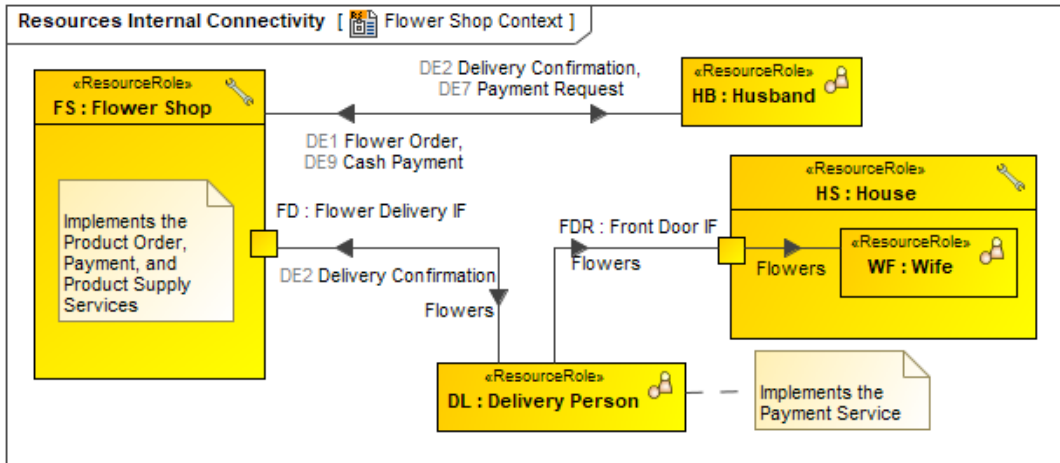 Resources Internal Connectivity [ Flower Shop Context ]
«ResourceRole»
FS : Flower Shop
Implements the
Product Order,
Payment, and
Product Supply
Services
DE2 Delivery Confirmation,
DE7 Payment Request
DE1 Flower Order,
DE9 Cash Payment
«ResourceRole»
HB : Husband
FD : Flower Delivery IF
DE2 Delivery Confirmation
Flowers
FDR : Front Door IF
Flowers
«ResourceRole»
HS : House
Flowers
«ResourceRole»
WF : Wife
«ResourceRole»
DL : Delivery Person
Implements the
Payment Service